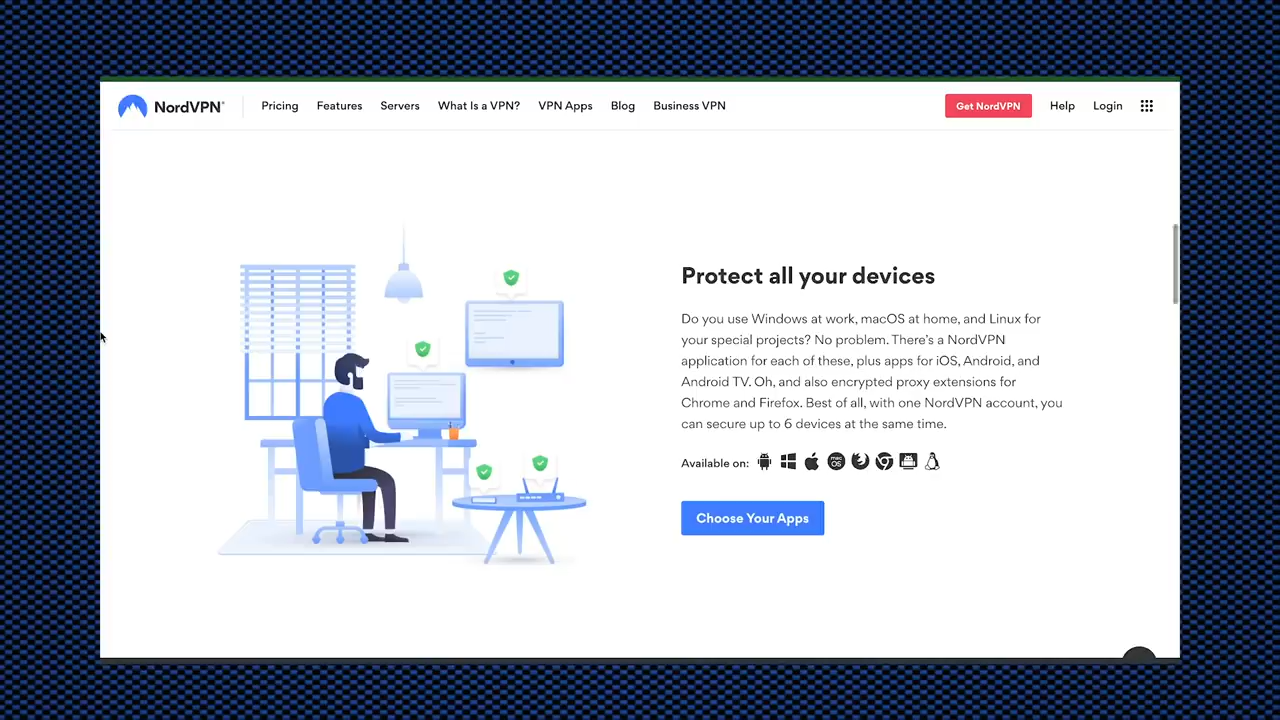 NordVPN®
Pricing
Features
Servers
What Is a VPN?
VPN Apps
Blog
Business VPN
Get NordVPN
Help
Login
Protect all your devices
Do you use Windows at work, macOS at home, and Linux for
your special projects? No problem. There's a NordVPN
application for each of these, plus apps for iOS, Android, and
Android TV. Oh, and also encrypted proxy extensions for
Chrome and Firefox. Best of all, with one NordVPN account, you
can secure up to 6 devices at the same time.
Available on:
mac
OS
Choose Your Apps